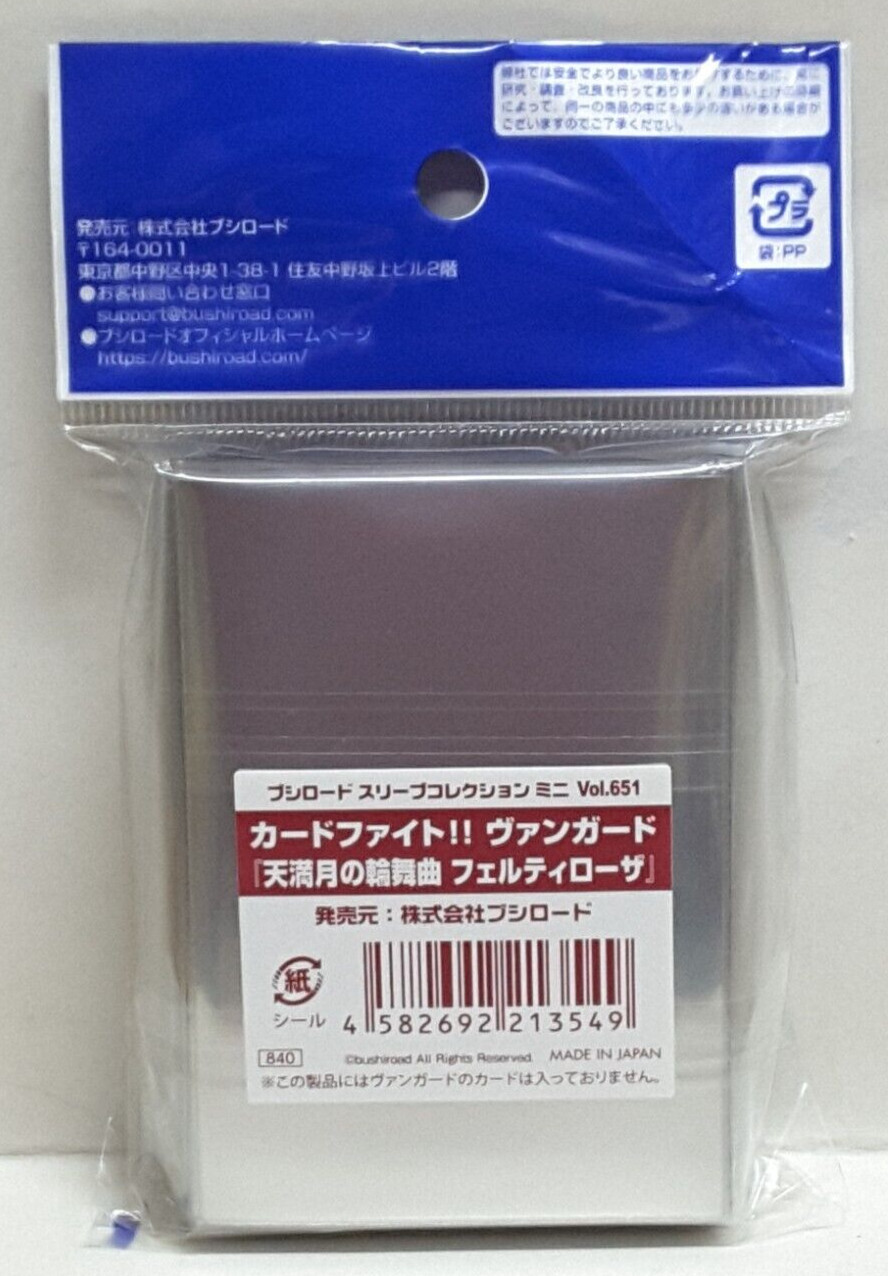 弊社では安全でより良い商品をお届けするために、常に
研究・調査・改良を行っております。お買い上げの時期
によって、同一の商品の中にも多少の違いがある場合が
ございますのでご了承ください。
プラ
袋:PP
発売元 株式会社ブシロード
〒164-0011
東京都中野区中央1-38-1 住友中野坂上ビル2階
●お客様問い合わせ窓口
support@bushiroad.com
●ブシロードオフィシャルホームページ
https://bushiroad.com/
ブシロード スリーブコレクション ミニ Vol.651
カードファイト!! ヴァンガード
『天満月の輪舞曲 フェルティローザ』
発売元:株式会社ブシロード
紙
シール
4 582692 213549
840 ©bushiroad All Rights Reserved. MADE IN JAPAN
※この製品にはヴァンガードのカードは入っておりません。